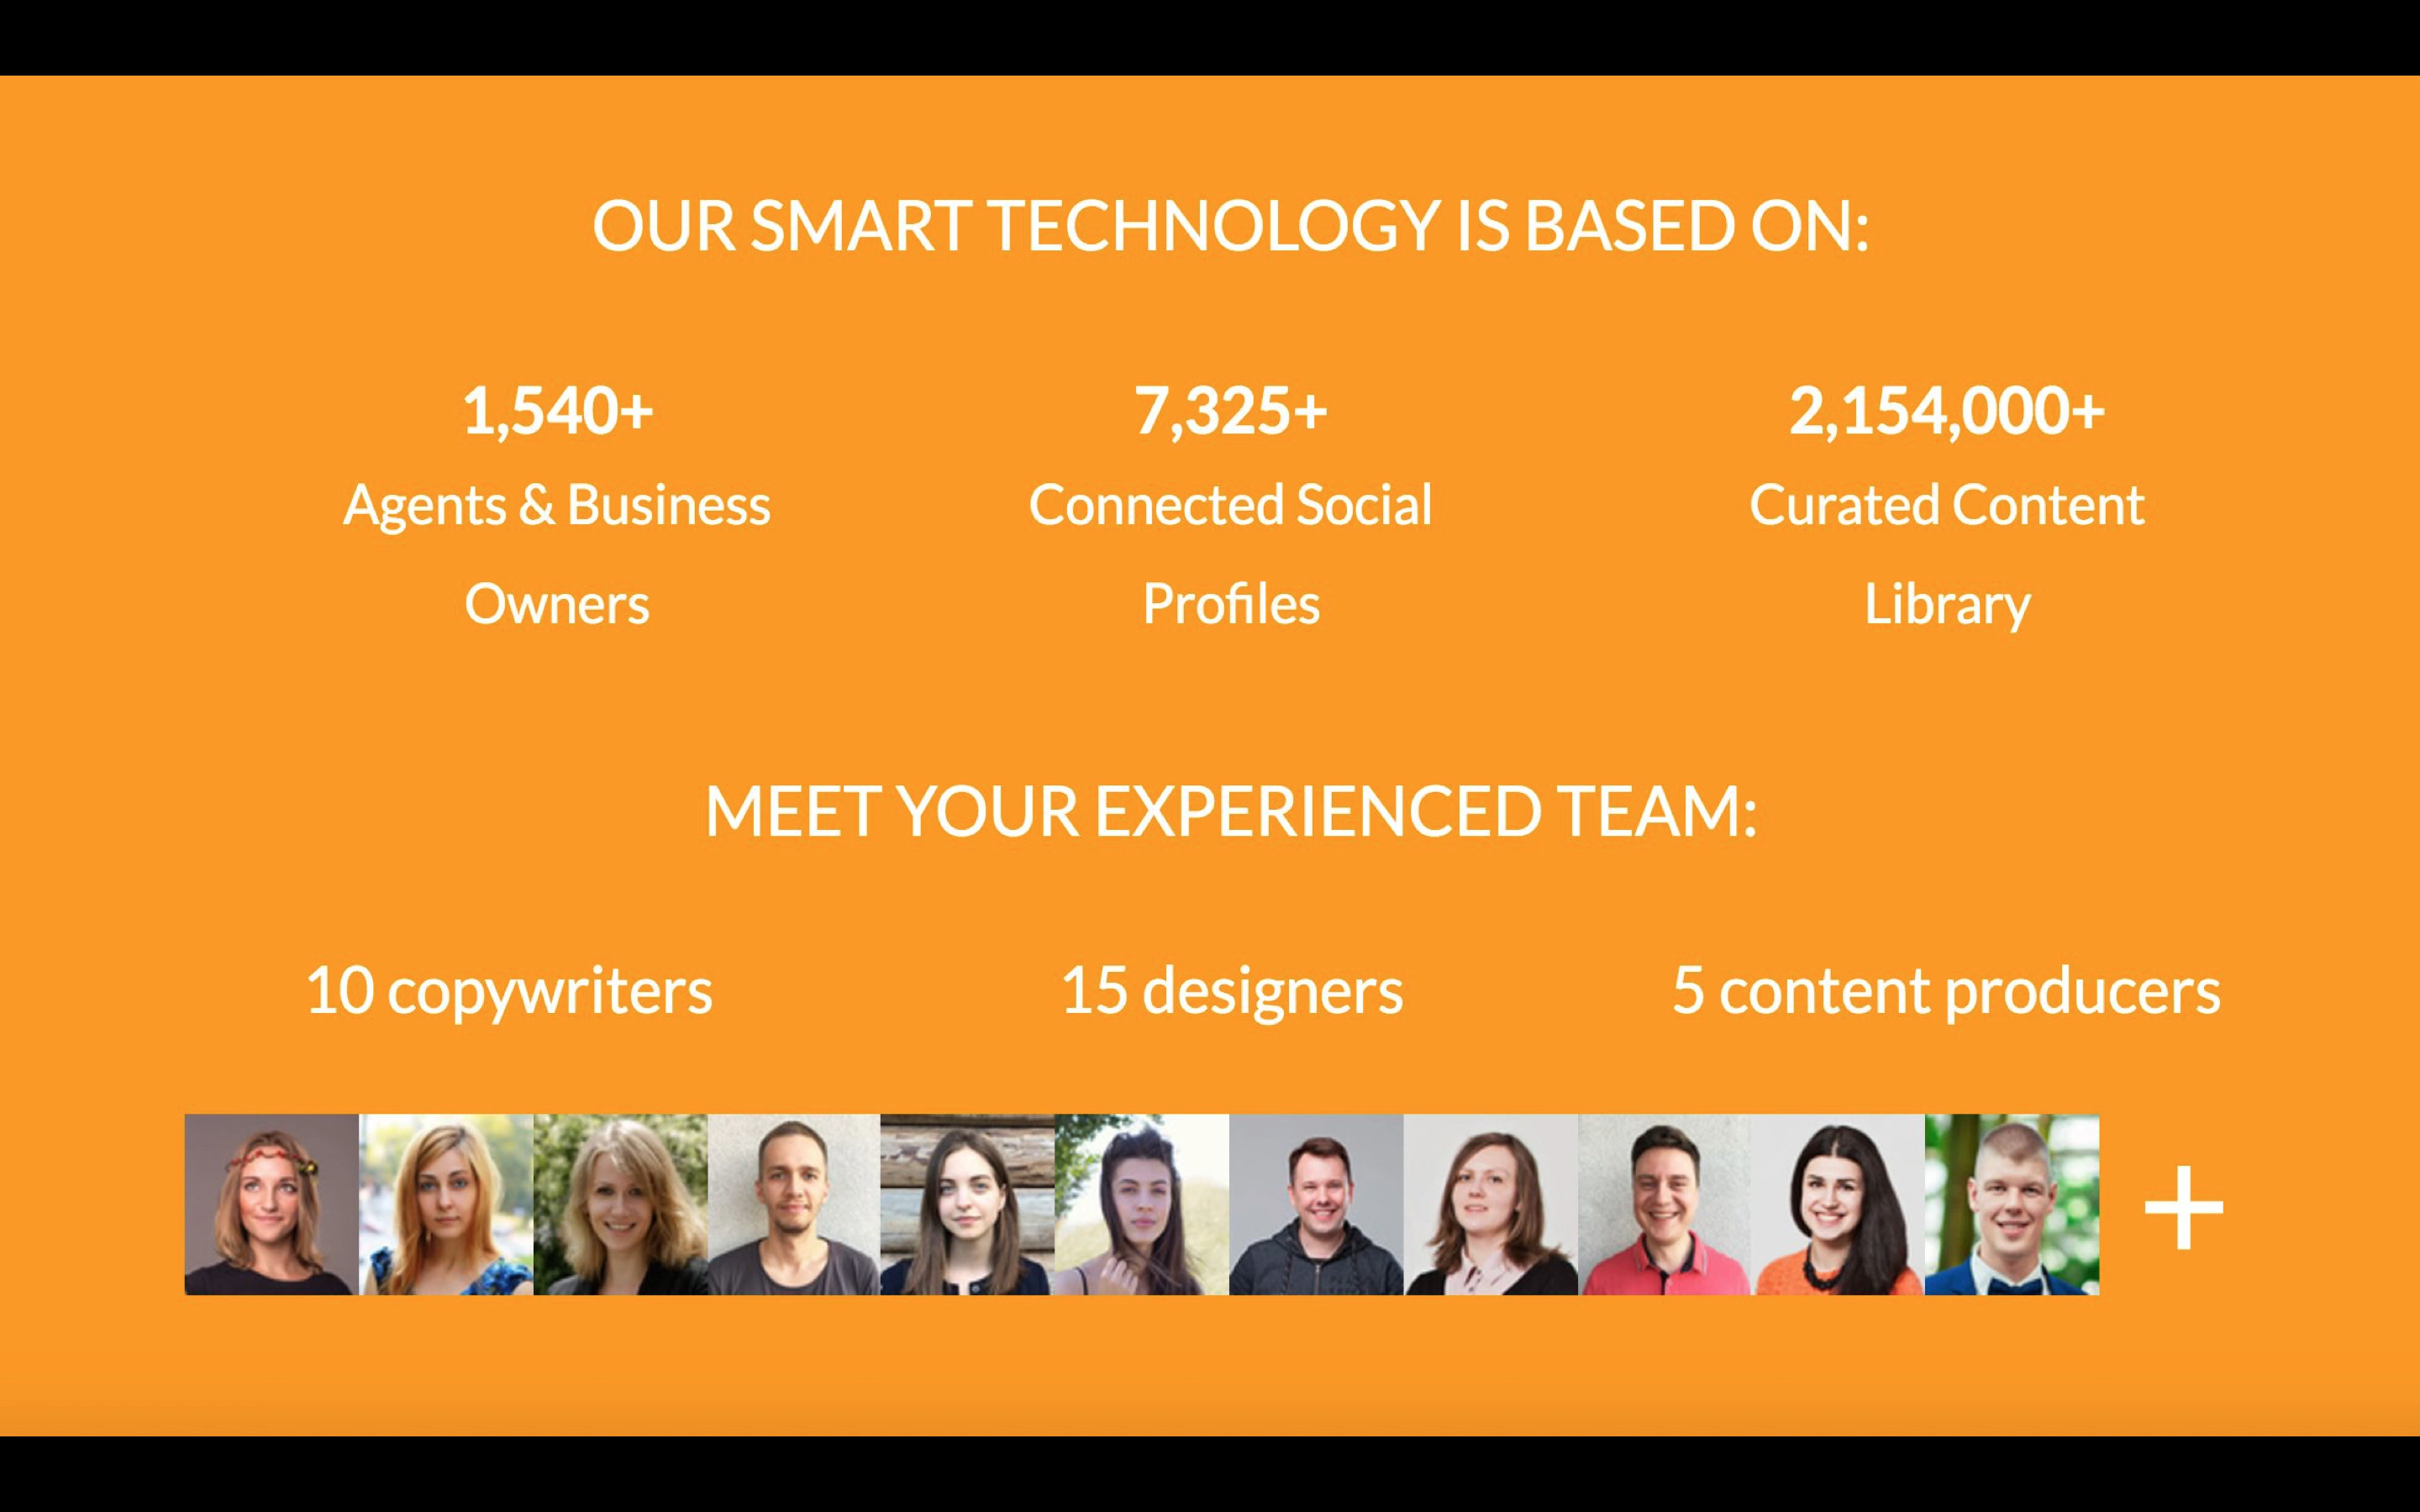 OUR SMART TECHNOLOGY IS BASED ON:
1,540+
Agents & Business
Owners
7,325+
Connected Social
Profiles
2,154,000+
Curated Content
Library
MEET YOUR EXPERIENCED TEAM:
10 copywriters
15 designers
5 content producers
+